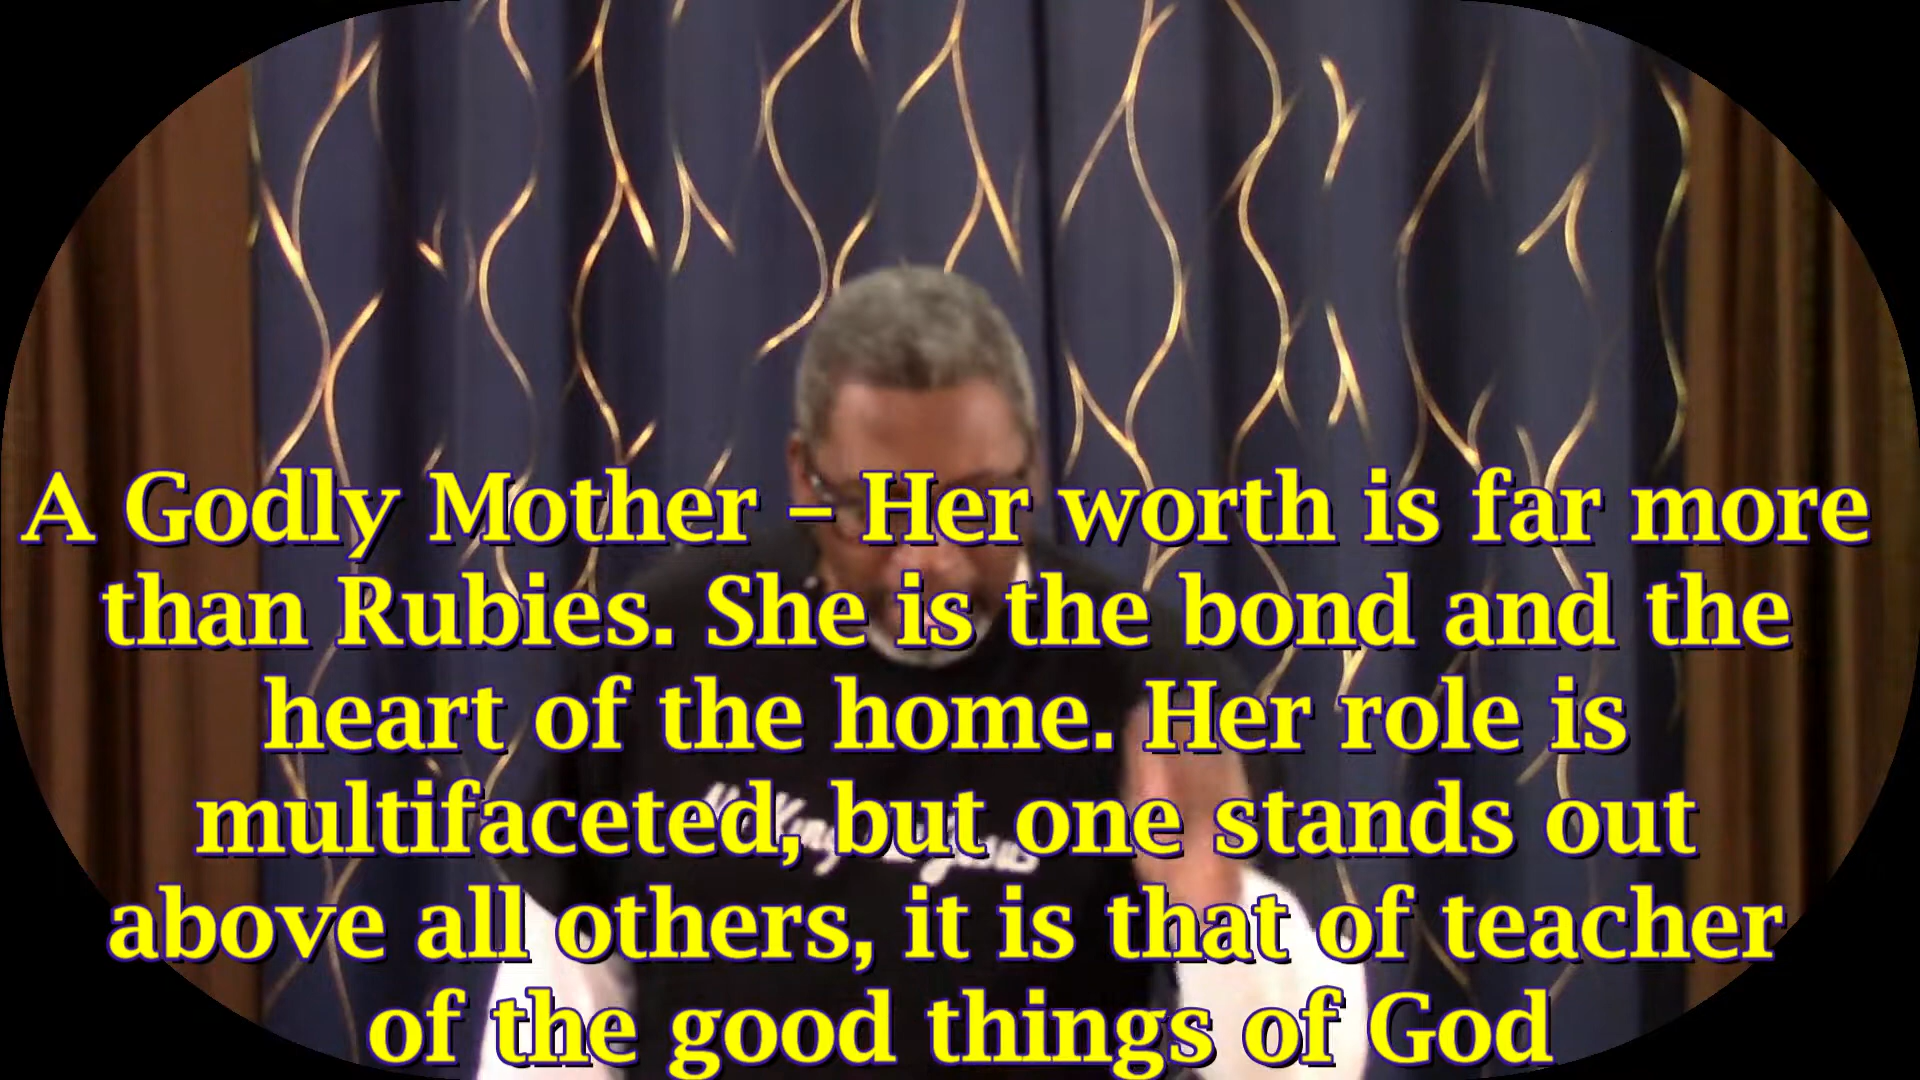 A Godly Mother – Her worth is far more
than Rubies. She is the bond and the
heart of the home. Her role is
multifaceted, but one stands out
above all others, it is that of teacher
of the good things of God